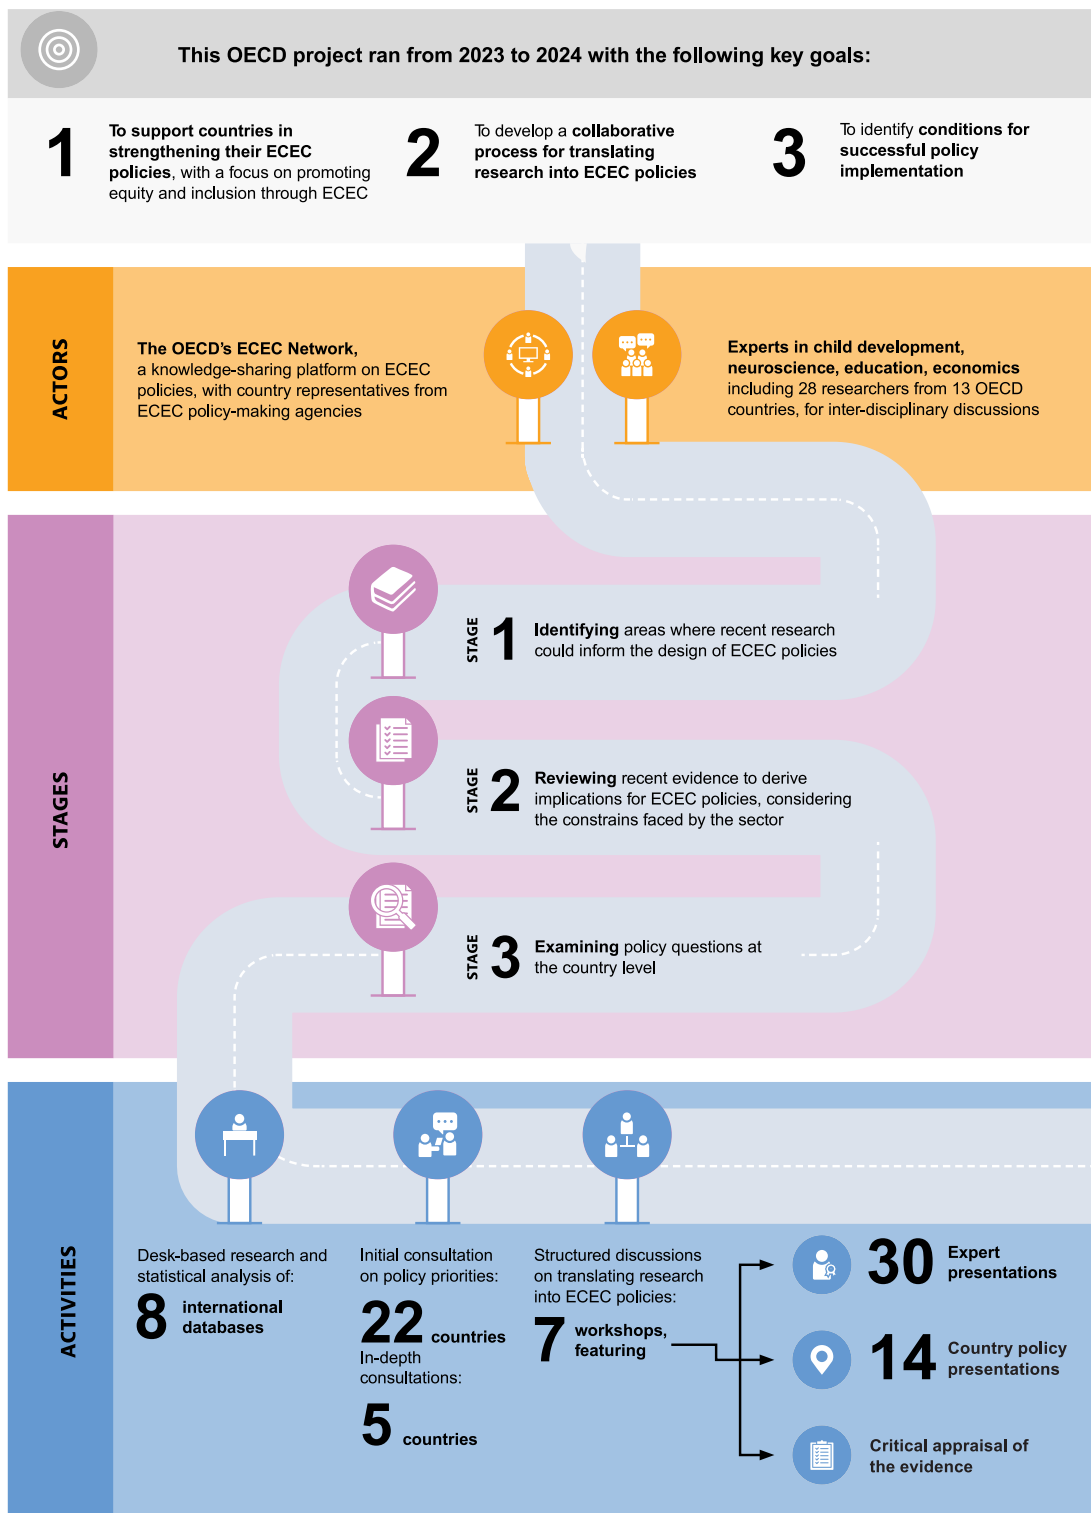 This OECD project ran from 2023 to 2024 with the following key goals:
1
To support countries in
strengthening their ECEC
policies, with a focus on promoting
equity and inclusion through ECEC
2
To develop a collaborative
process for translating
research into ECEC policies
3
To identify conditions for
successful policy
implementation
ACTORS
The OECD's ECEC Network,
a knowledge-sharing platform on ECEC
policies, with country representatives from
ECEC policy-making agencies
Experts in child development,
neuroscience, education, economics
including 28 researchers from 13 OECD
countries, for inter-disciplinary discussions
STAGES
STAGE 1
Identifying areas where recent research
could inform the design of ECEC policies
STAGE 2
Reviewing recent evidence to derive
implications for ECEC policies, considering
the constrains faced by the sector
STAGE 3
Examining policy questions at
the country level
ACTIVITIES
Desk-based research and
statistical analysis of:
8 international
databases
Initial consultation
on policy priorities:
22 countries
In-depth
consultations:
5 countries
Structured discussions
on translating research
into ECEC policies:
7 workshops,
featuring
30 Expert
presentations
14 Country policy
presentations
Critical appraisal of
the evidence